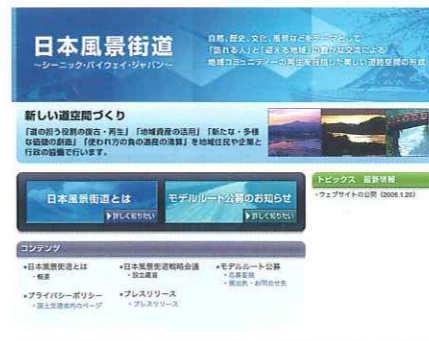 日本風景街道
～シーニック・バイウェイ・ジャパン～
自然、歴史、文化、風景などをテーマとして
「訪れる人」と「迎える地域」の豊かな交流による
地域コミュニティーの再生を目指した美しい道路空間の形成
新しい道空間づくり
「道の担う役割の復古・再生」「地域資産の活用」「新たな・多様
な価値の創造」「使われ方の負の遺産の清算」を地域住民や企業と
行政の協働で行います。
日本風景街道とは
▶詳しく知りたい
モデルルート公募のお知らせ
▶詳しく知りたい
トピックス 最新情報
・ウェブサイトの公開 (2006.1.20)
コンテンツ
•日本風景街道とは
・概要
•日本風景街道戦略会議
・設立趣旨
•モデルルート公募
・応募要領
・提出先・お問合せ先
•プライバシーポリシー
・国土交通省内のページ
•プレスリリース
・プレスリリース